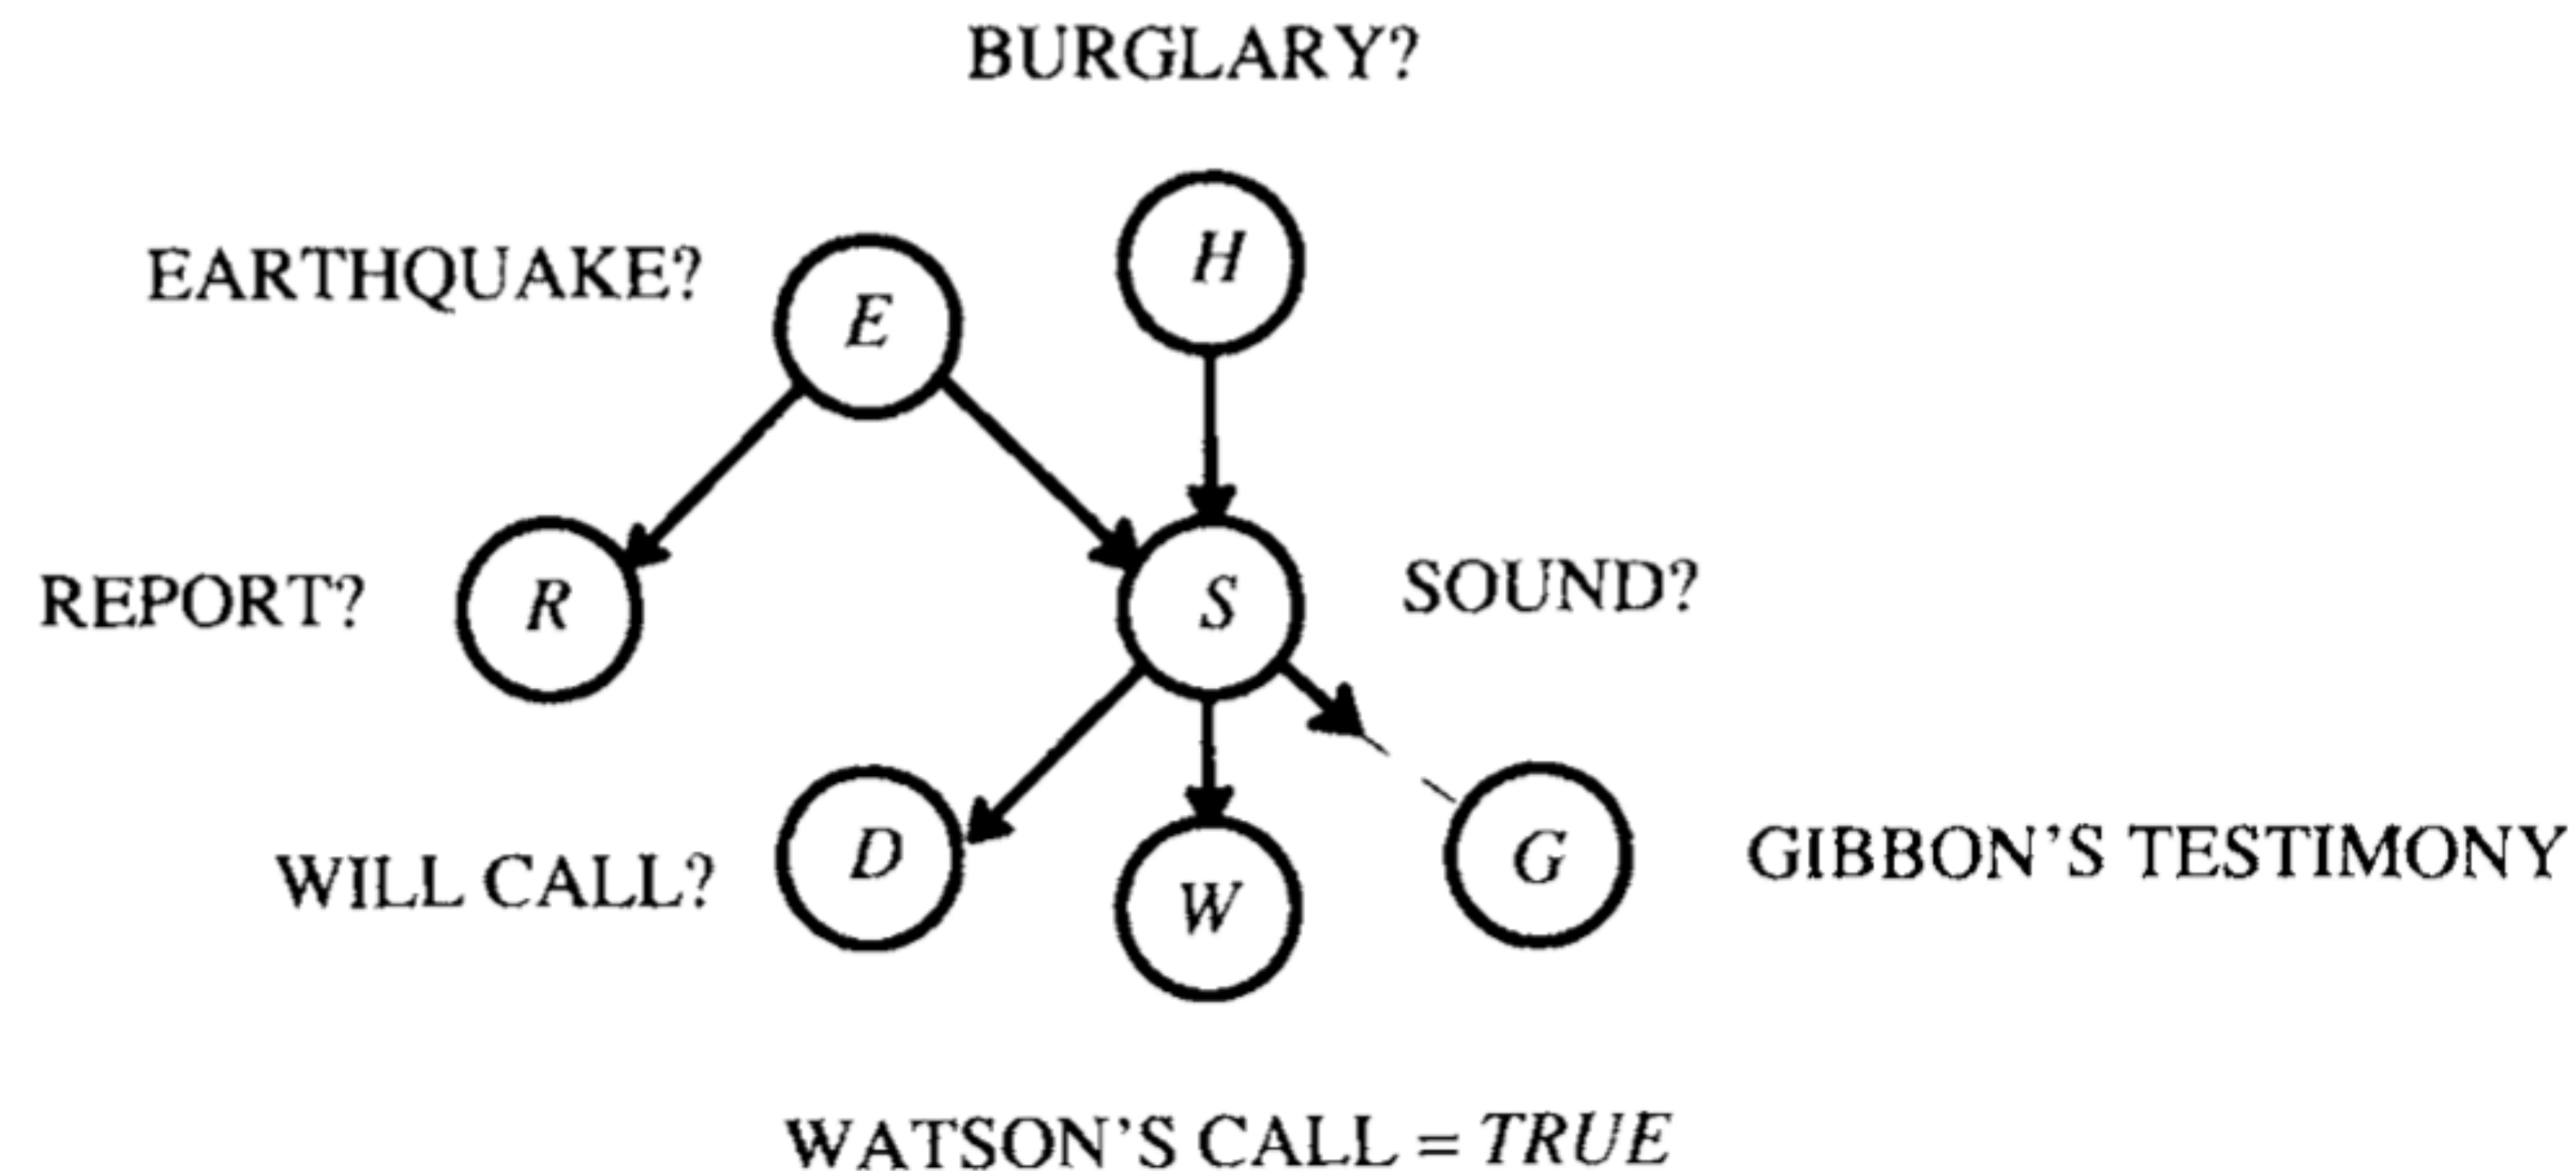 BURGLARY?
H
EARTHQUAKE?
E
REPORT?
R
S
SOUND?
WILL CALL?
D
W
G
GIBBON'S TESTIMONY
WATSON'S CALL = TRUE